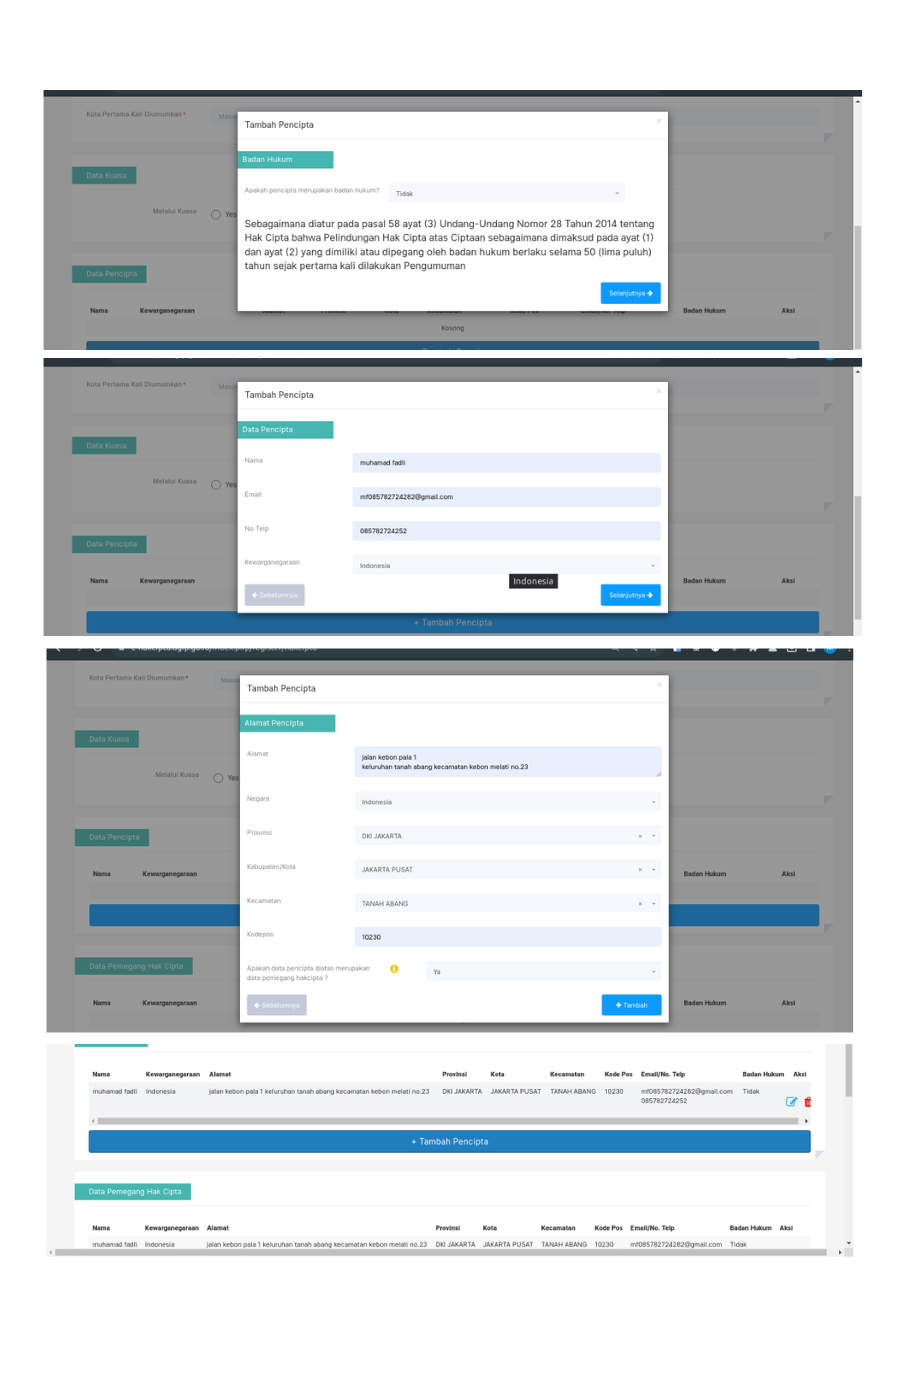 Kota Pertama Kali Diumumkan*
Tambah Pencipta
×
Badan Hukum
Apakah pencipta merupakan badan hukum?
Tidak
Data Kuasa
Melalui Kuasa
Yes
Sebagaimana diatur pada pasal 58 ayat (3) Undang-Undang Nomor 28 Tahun 2014 tentang
Hak Cipta bahwa Pelindungan Hak Cipta atas Ciptaan sebagaimana dimaksud pada ayat (1)
dan ayat (2) yang dimiliki atau dipegang oleh badan hukum berlaku selama 50 (lima puluh)
tahun sejak pertama kali dilakukan Pengumuman
Data Pencipta
Selanjutnya
Nama Kewarganegaraan Badan Hukum Aksi
Kosong
Kota Pertama Kali Diumumkan*
Tambah Pencipta
×
Data Pencipta
Data Kuasa
Nama
muhamad fadli
Melalui Kuasa
Yes
Email
mf085782724282@gmail.com
No Telp
085782724252
Data Pencipta
Kewarganegaraan
Indonesia
Indonesia
Nama Kewarganegaraan Badan Hukum Aksi
Sebelumnya
Selanjutnya
+ Tambah Pencipta
Kota Pertama Kali Diumumkan*
Tambah Pencipta
×
Alamat Pencipta
Data Kuasa
Alamat
jalan kebon pala 1
keluruhan tanah abang kecamatan kebon melati no.23
Melalui Kuasa
Yes
Negara
Indonesia
Provinsi
DKI JAKARTA
Data Pencipta
Kabupaten/Kota
JAKARTA PUSAT
Nama Kewarganegaraan Badan Hukum Aksi
Kecamatan
TANAH ABANG
Kodepos
10230
Data Pemegang Hak Cipta
Apakah data pencipta diatas merupakan
data pemegang hakcipta ?
Ya
Nama Kewarganegaraan Badan Hukum Aksi
Sebelumnya
+ Tambah
Nama Kewarganegaraan Alamat Provinsi Kota Kecamatan Kode Pos Email/No. Telp Badan Hukum Aksi
muhamad fadli Indonesia jalan kebon pala 1 keluruhan tanah abang kecamatan kebon melati no.23 DKI JAKARTA JAKARTA PUSAT TANAH ABANG 10230 mf085782724282@gmail.com Tidak
085782724252
+ Tambah Pencipta
Data Pemegang Hak Cipta
Nama Kewarganegaraan Alamat Provinsi Kota Kecamatan Kode Pos Email/No. Telp Badan Hukum Aksi
muhamad fadli Indonesia jalan kebon pala 1 keluruhan tanah abang kecamatan kebon melati no.23 DKI JAKARTA JAKARTA PUSAT TANAH ABANG 10230 mf085782724282@gmail.com Tidak